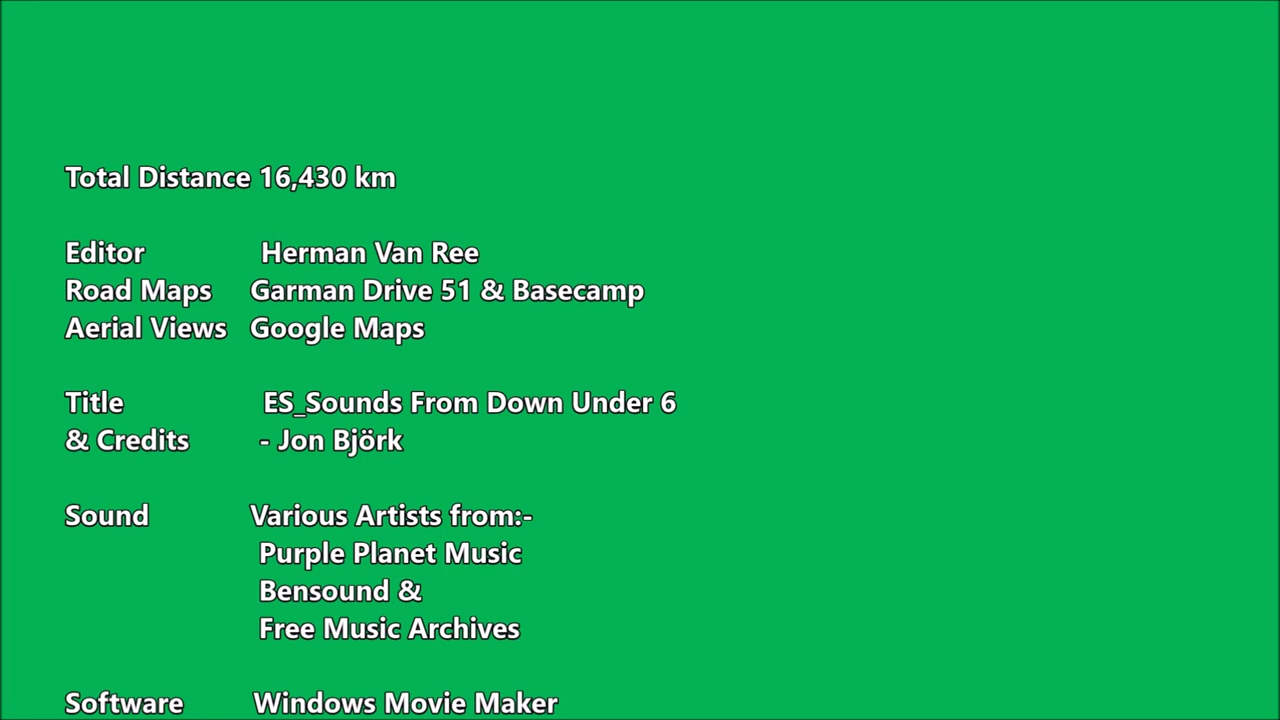 Total Distance 16,430 km
Editor Herman Van Ree
Road Maps Garman Drive 51 & Basecamp
Aerial Views Google Maps
Title ES_Sounds From Down Under 6
& Credits - Jon Björk
Sound Various Artists from:-
Purple Planet Music
Bensound &
Free Music Archives
Software Windows Movie Maker